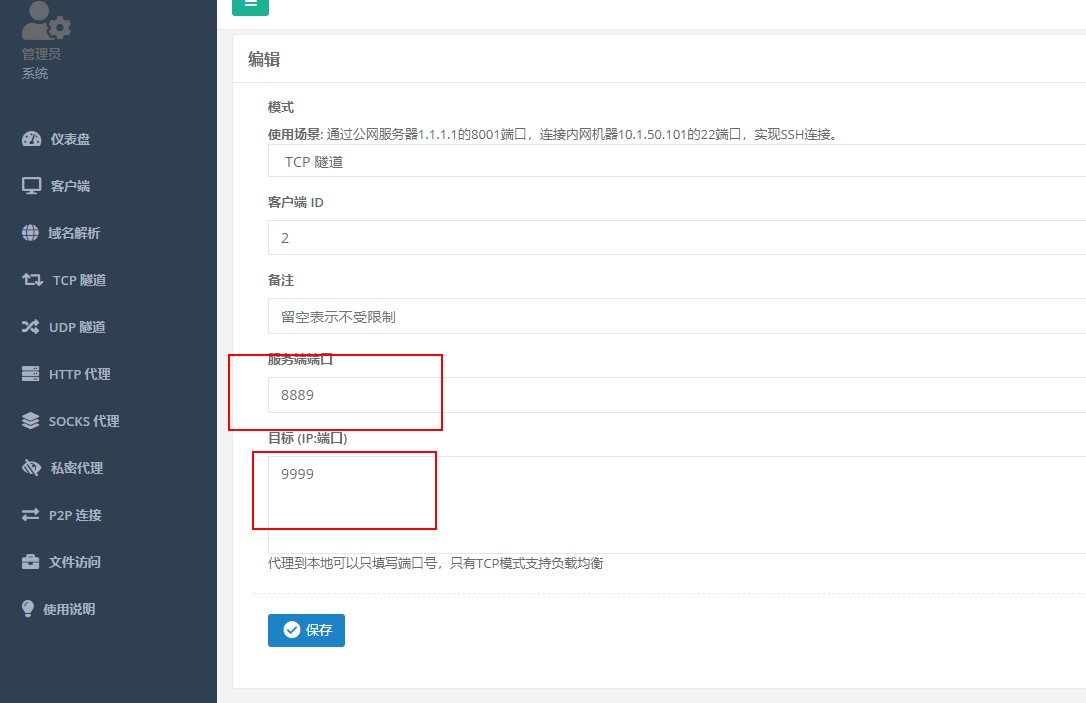 管理员
系统
仪表盘
客户端
域名解析
TCP 隧道
UDP 隧道
HTTP 代理
SOCKS 代理
私密代理
P2P 连接
文件访问
使用说明
编辑
模式
使用场景: 通过公网服务器1.1.1.1的8001端口，连接内网机器10.1.50.101的22端口，实现SSH连接。
TCP 隧道
客户端 ID
2
备注
留空表示不受限制
服务端端口
8889
目标 (IP:端口)
9999
代理到本地可以只填写端口号，只有TCP模式支持负载均衡
保存